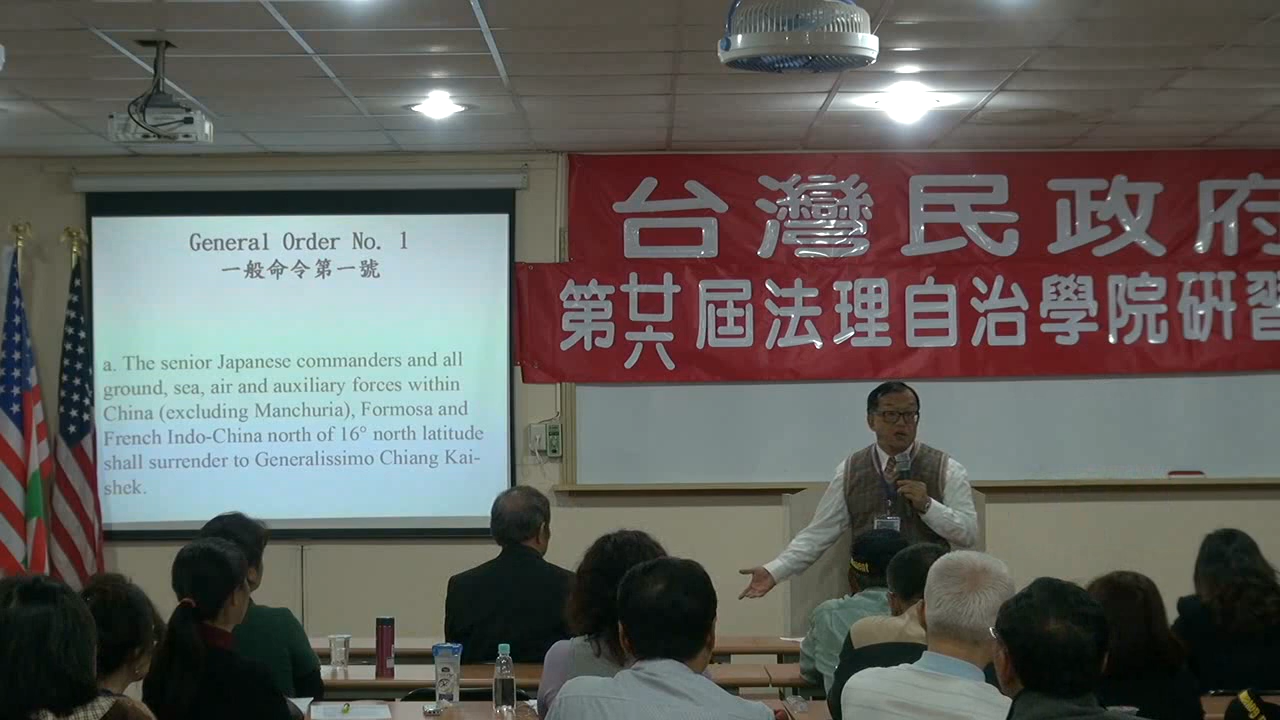 General Order No. 1
一般命令第一號
a. The senior Japanese commanders and all
ground, sea, air and auxiliary forces within
China (excluding Manchuria), Formosa and
French Indo-China north of 16° north latitude
shall surrender to Generalissimo Chiang Kai-
shek.
台灣民政府
第廿六屆法理自治學院研習